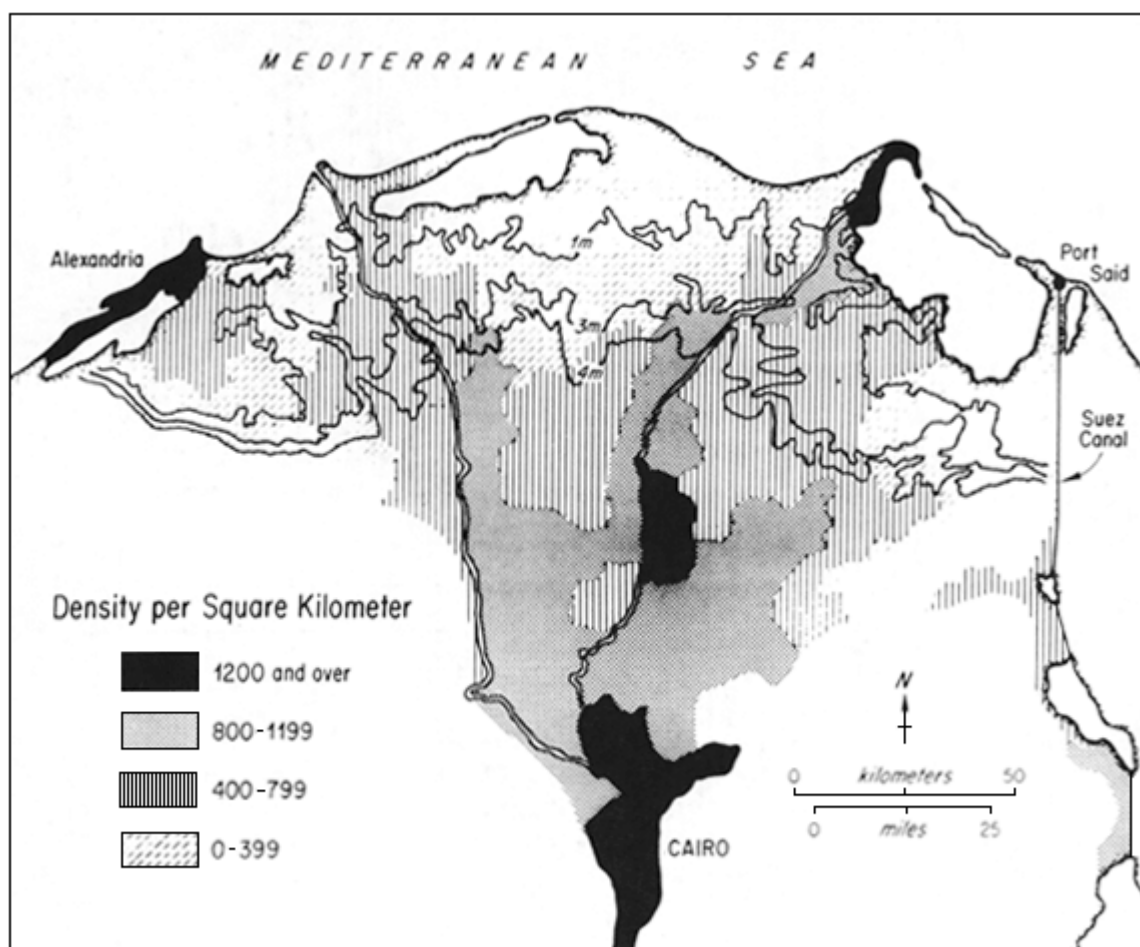 MEDITERRANEAN SEA
1m
Alexandria
Port
Said
3m
4m
Suez
Canal
Density per Square Kilometer
1200 and over
800-1199
400-799
0-399
N
0 kilometers 50
0 miles 25
CAIRO